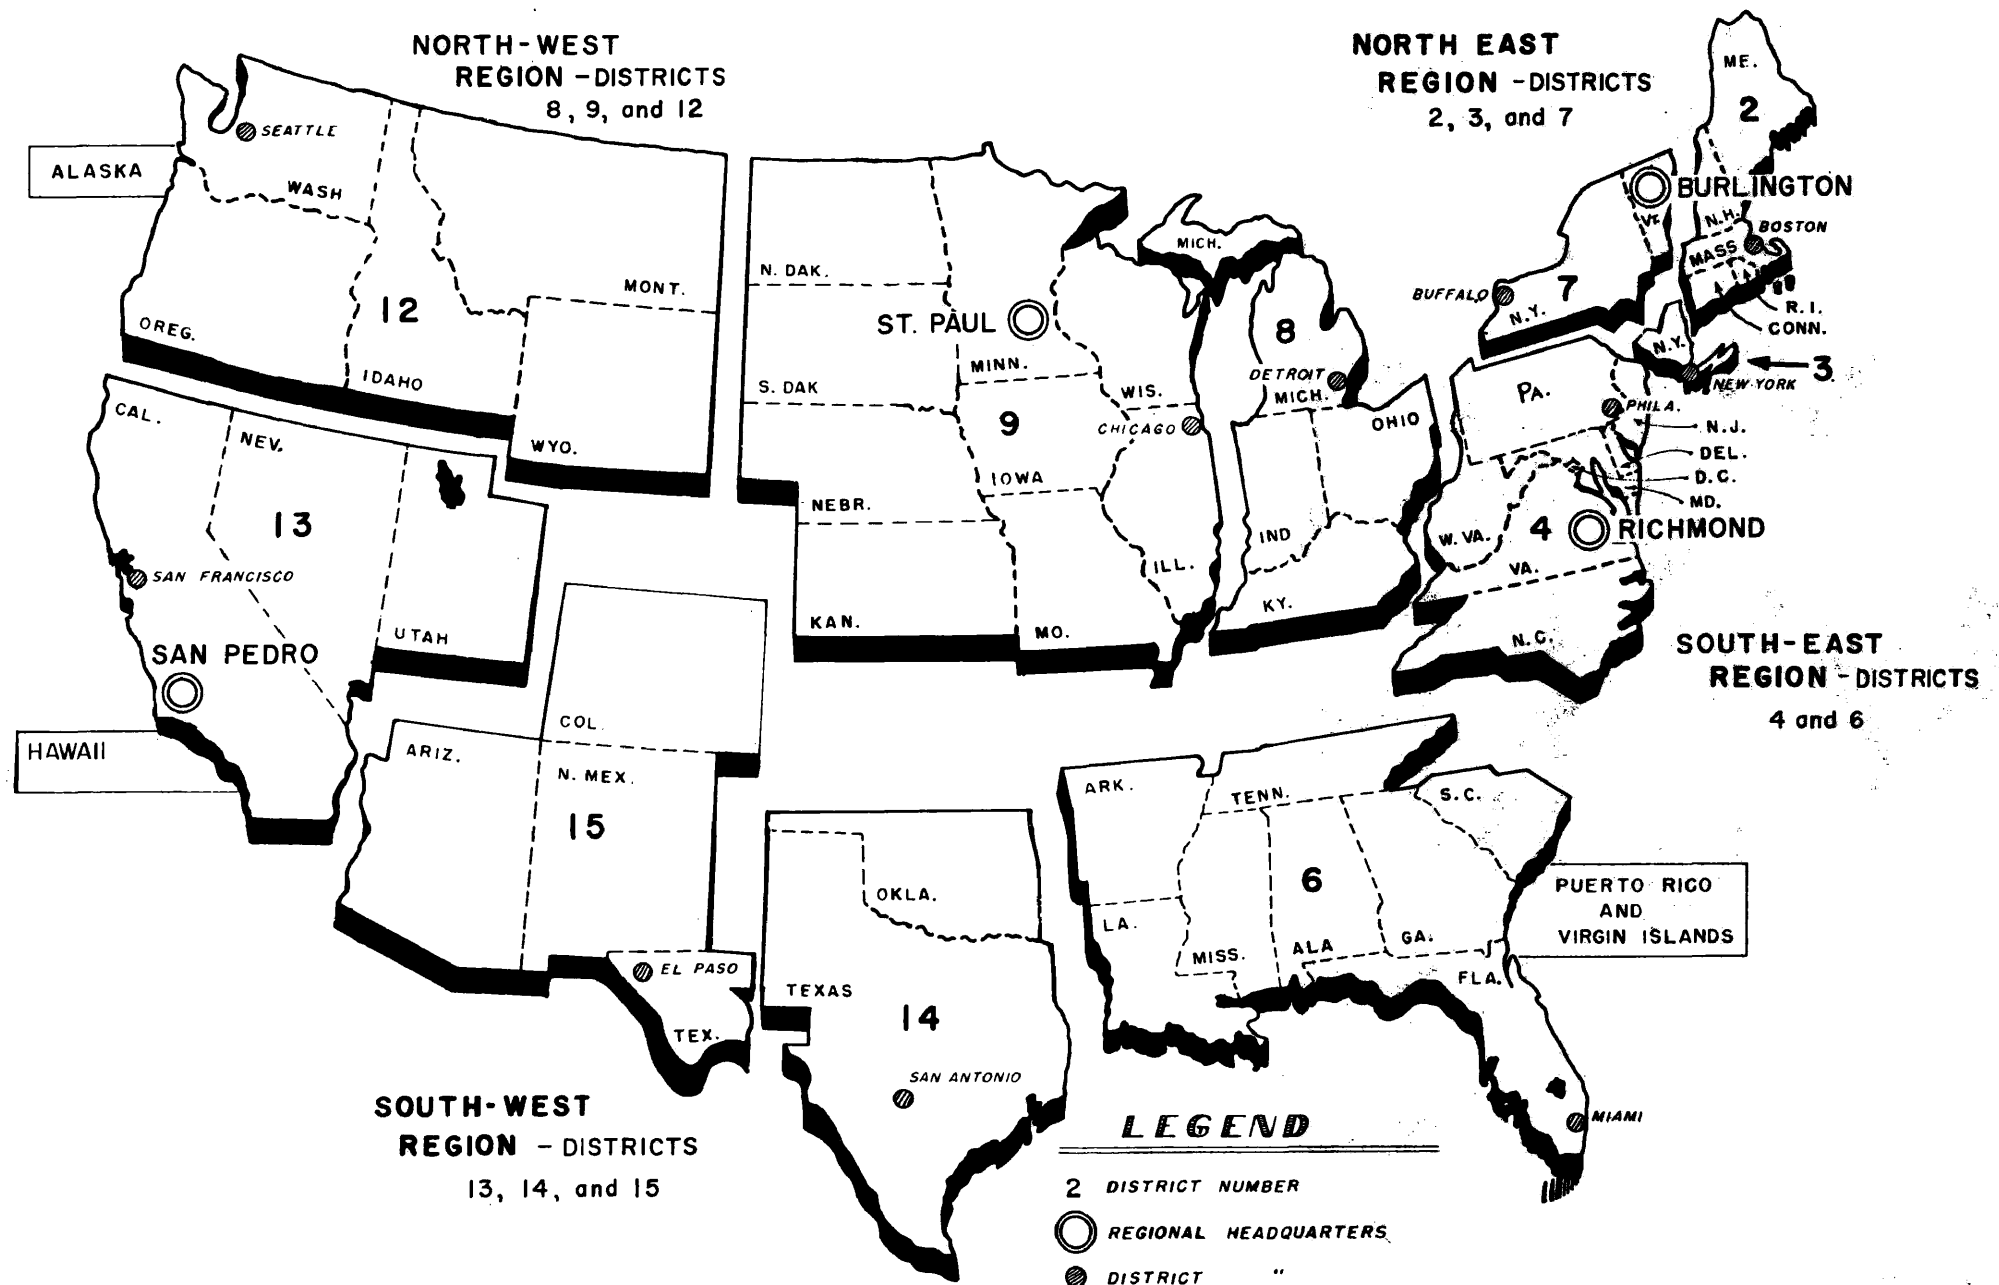 NORTH-WEST
REGION – DISTRICTS
8, 9, and 12
NORTH EAST
REGION – DISTRICTS
2, 3, and 7
ME.
2
SEATTLE
ALASKA
WASH
BURLINGTON
VT.
N.H.
BOSTON
MASS
MICH.
N. DAK.
MONT.
12
BUFFALO
7
N.Y.
R.I.
CONN.
ST. PAUL
OREG.
8
N.Y.
3
MINN.
IDAHO
S. DAK
WIS.
DETROIT
MICH.
NEW YORK
PA.
PHILA.
CAL.
NEV.
WYO.
9
CHICAGO
OHIO
N.J.
DEL.
D.C.
MD.
IOWA
NEBR.
13
IND
W. VA.
4
RICHMOND
VA.
SAN FRANCISCO
ILL.
KY.
KAN.
MO.
UTAH
N.C.
SAN PEDRO
SOUTH-EAST
REGION – DISTRICTS
4 and 6
COL.
HAWAII
ARIZ.
N. MEX.
15
ARK.
TENN.
S.C.
6
OKLA.
LA.
MISS.
ALA
GA.
FLA.
PUERTO RICO
AND
VIRGIN ISLANDS
EL PASO
TEXAS
14
TEX.
SAN ANTONIO
MIAMI
SOUTH-WEST
REGION – DISTRICTS
13, 14, and 15
LEGEND
2 DISTRICT NUMBER
REGIONAL HEADQUARTERS
DISTRICT "